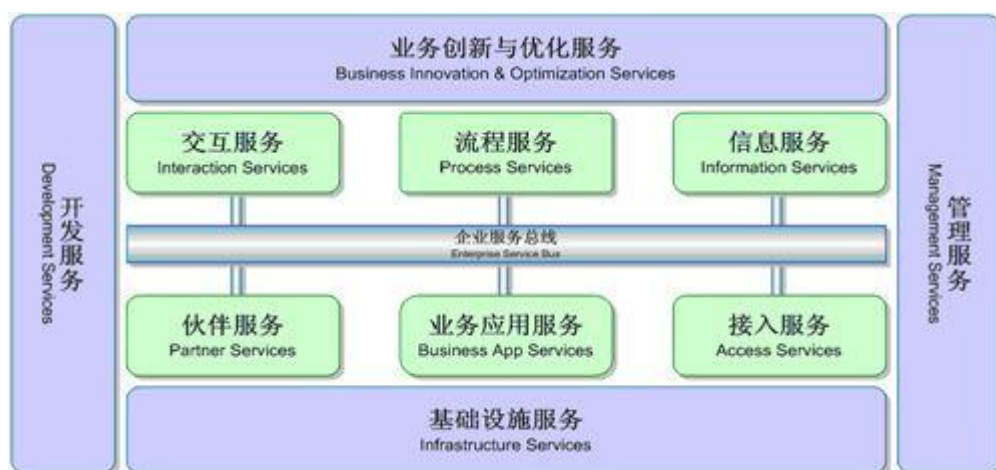 业务创新与优化服务
Business Innovation & Optimization Services
开发服务
Development Services
交互服务
Interaction Services
流程服务
Process Services
信息服务
Information Services
管理服务
Management Services
企业服务总线
Enterprise Service Bus
伙伴服务
Partner Services
业务应用服务
Business App Services
接入服务
Access Services
基础设施服务
Infrastructure Services